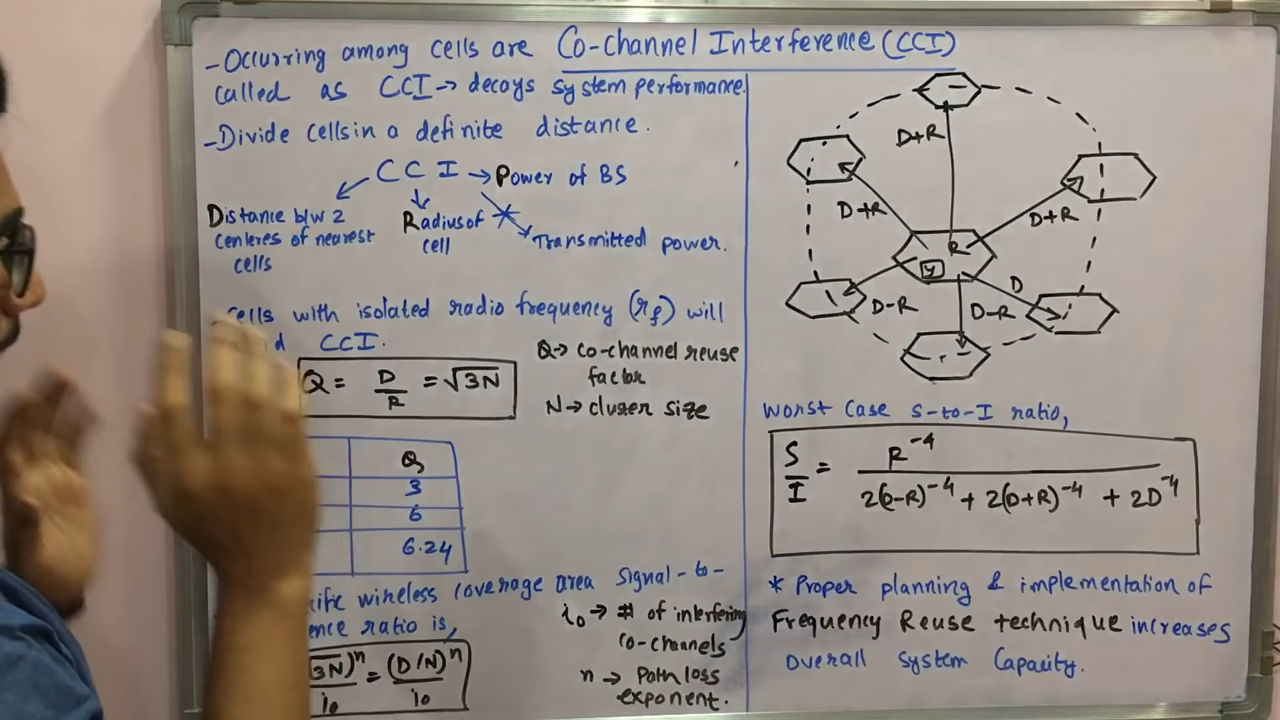 Co-channel Interference (CCI)
- Occurring among cells are
called as CCI → decays system performance.
- Divide cells in a definite distance.
CCI → Power of BS
Distance b/w 2
centeres of nearest
cells
Radius of
cell
Transmitted power.
cells with isolated radio frequency (rf) will
CCI.
Q = D/R = √3N
Q → co-channel reuse
factor
N → cluser size
Q
3
6
6.24
wireless coverage area signal-to-
ratio is,
3N)^n / i0 = (D/N)^n / i0
i0 → # of interfering
co-channels
n → Path loss
exponent.
D+R
D+R
D+R
R
y
D
D-R
D-R
worst case S-to-I ratio,
S/I = R^-4 / 2(D-R)^-4 + 2(D+R)^-4 + 2D^-4
* Proper planning & implementation of
Frequency Reuse technique increases
overall system capacity.